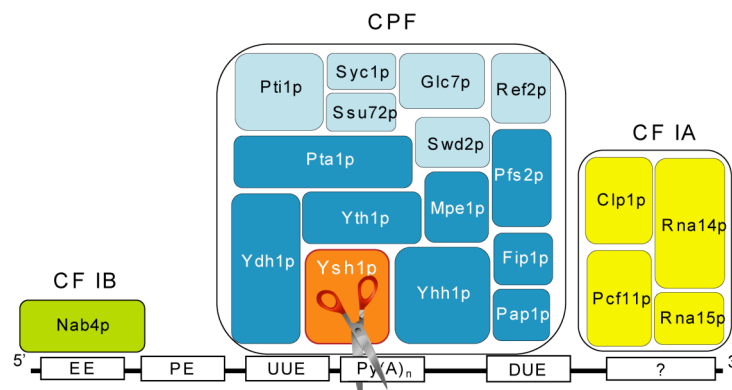 CPF
Pti1p
Syc1p
Glc7p
Ref2p
Ssu72p
Swd2p
CF IA
Pta1p
Pfs2p
Clp1p
Rna14p
Mpe1p
Yth1p
Ydh1p
Ysh1p
Fip1p
Yhh1p
CF IB
Pcf11p
Pap1p
Rna15p
Nab4p
5'
EE
PE
UUE
Py(A)n
DUE
?